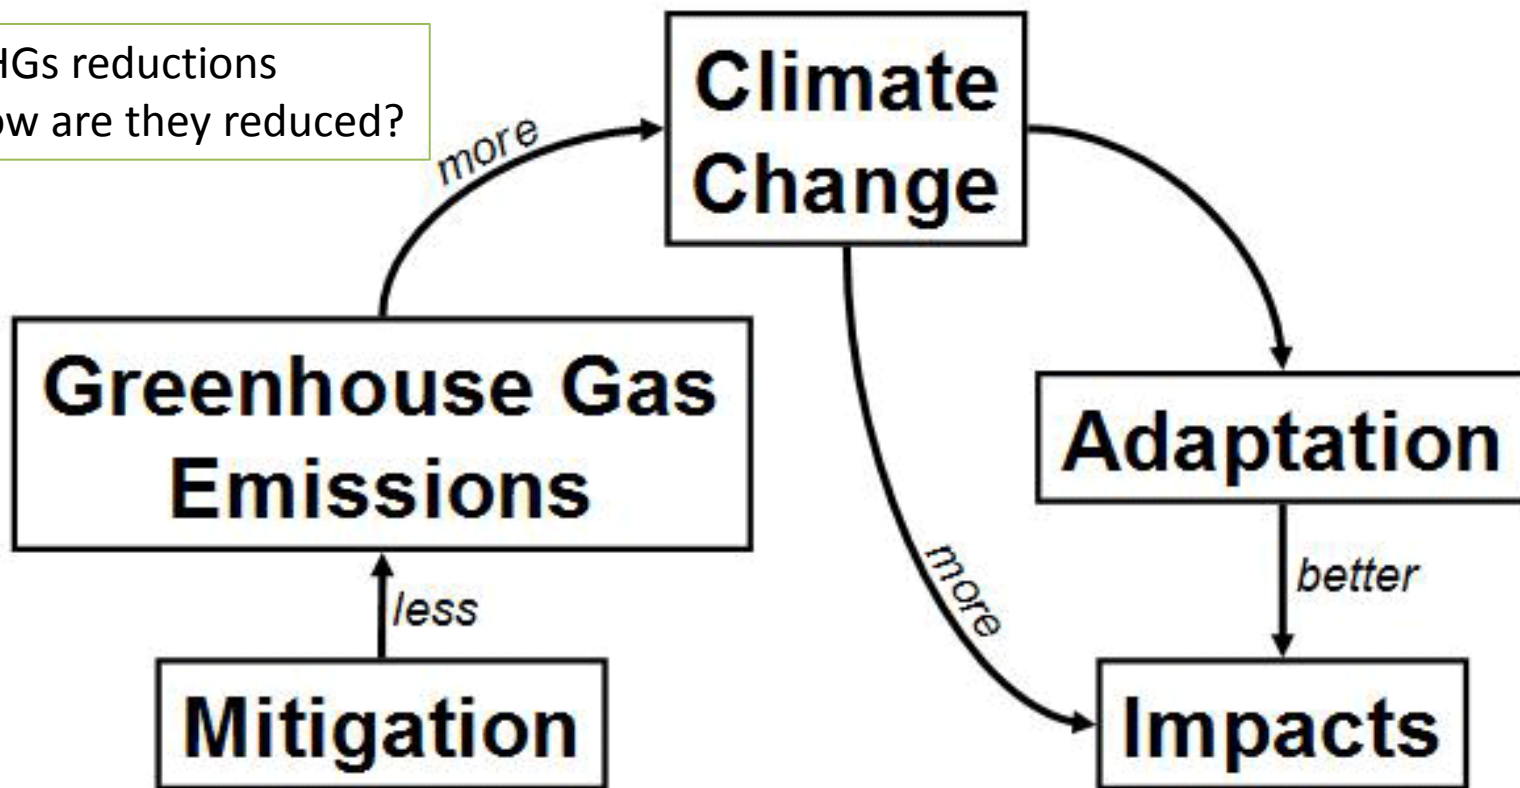 HGs reductions
ow are they reduced?
Climate
Change
more
Greenhouse Gas
Emissions
Adaptation
more
better
less
Mitigation
Impacts